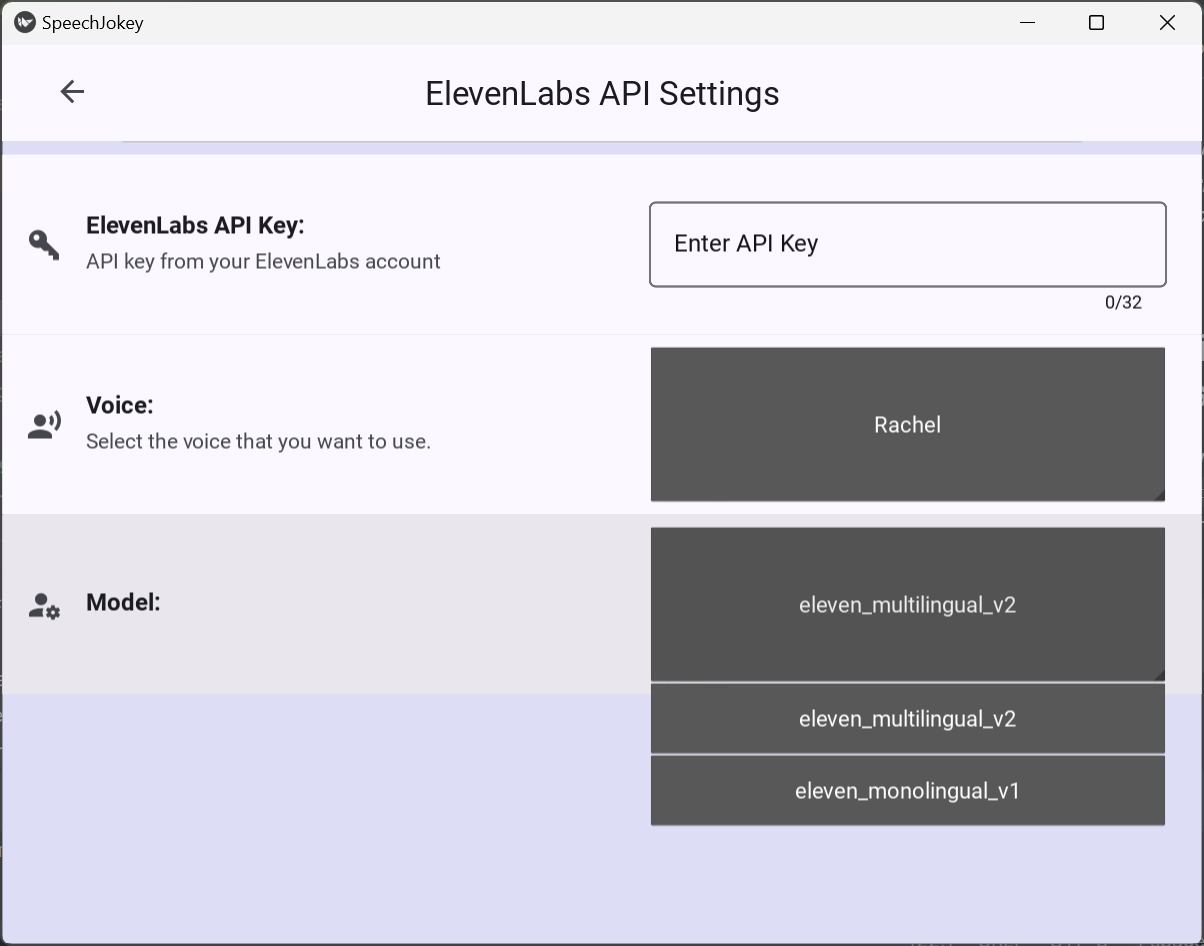 SpeechJokey
ElevenLabs API Settings
ElevenLabs API Key:
API key from your ElevenLabs account
Enter API Key
0/32
Voice:
Select the voice that you want to use.
Rachel
Model:
eleven_multilingual_v2
eleven_multilingual_v2
eleven_monolingual_v1